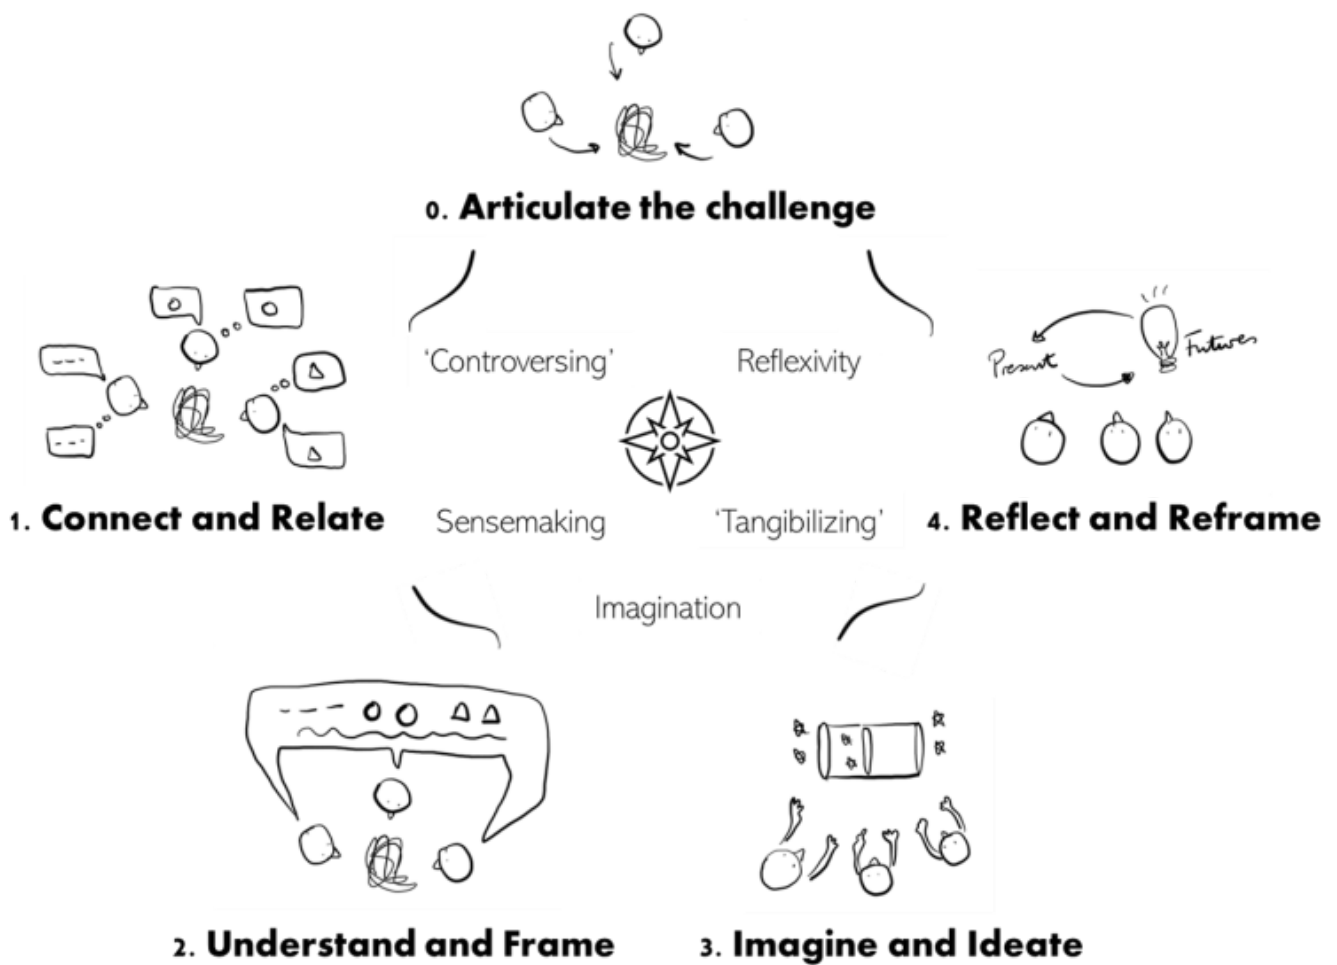 0. Articulate the challenge
'Controversing'
Reflexivity
Present
Futures
1. Connect and Relate
Sensemaking
'Tangibilizing'
4. Reflect and Reframe
Imagination
2. Understand and Frame
3. Imagine and Ideate